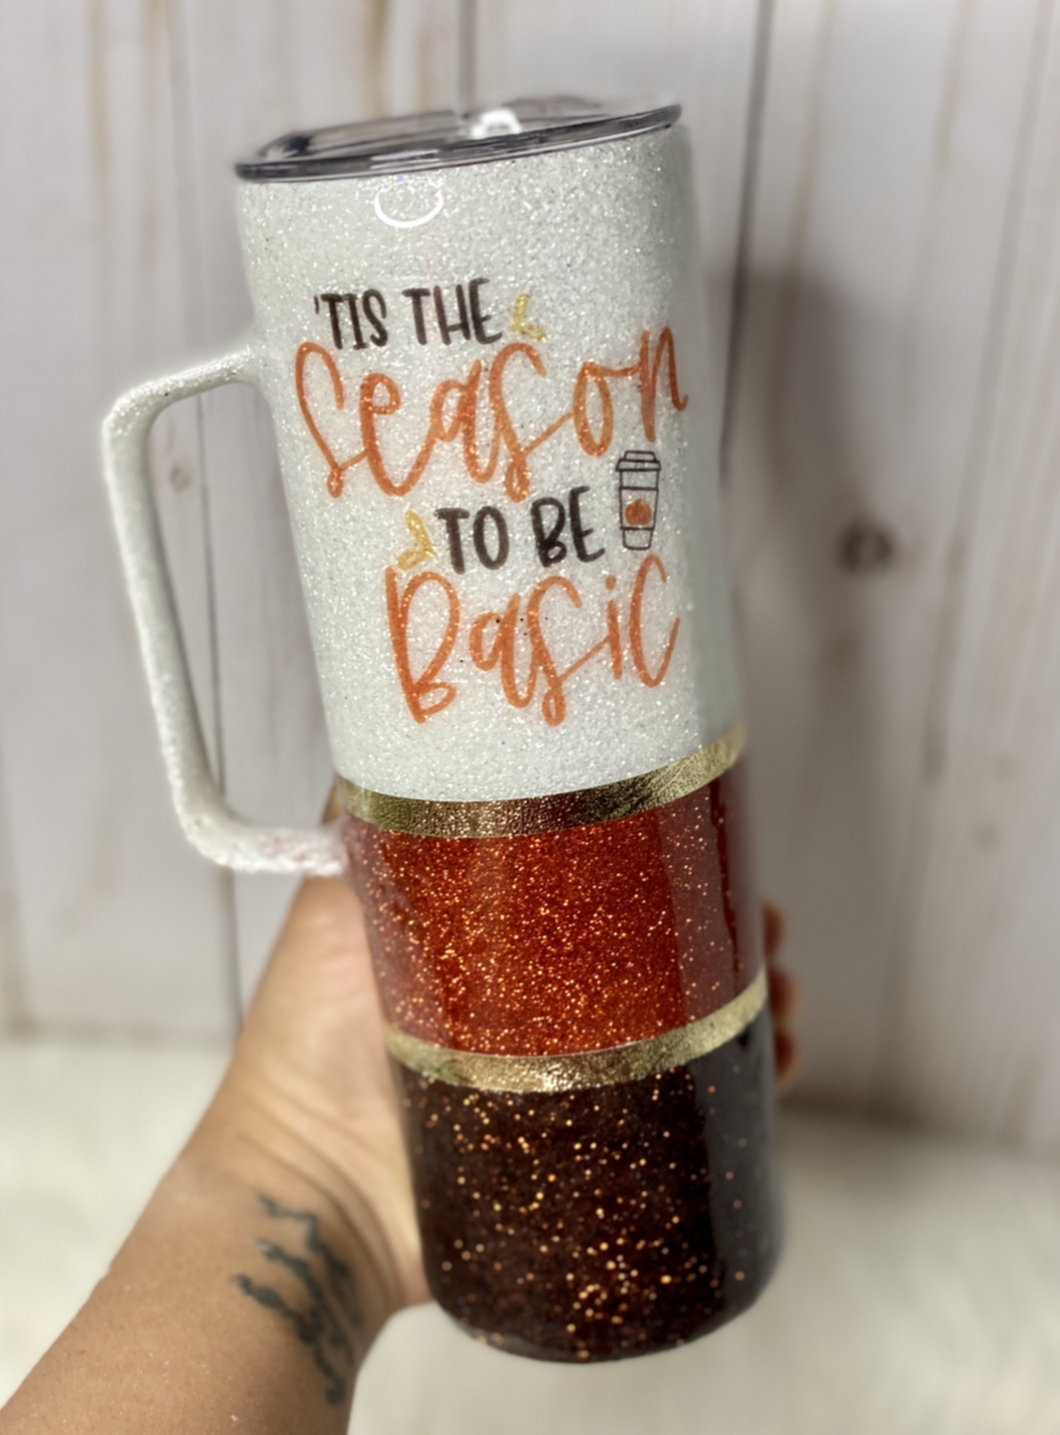 'TIS THE
Season
TO BE
Basic